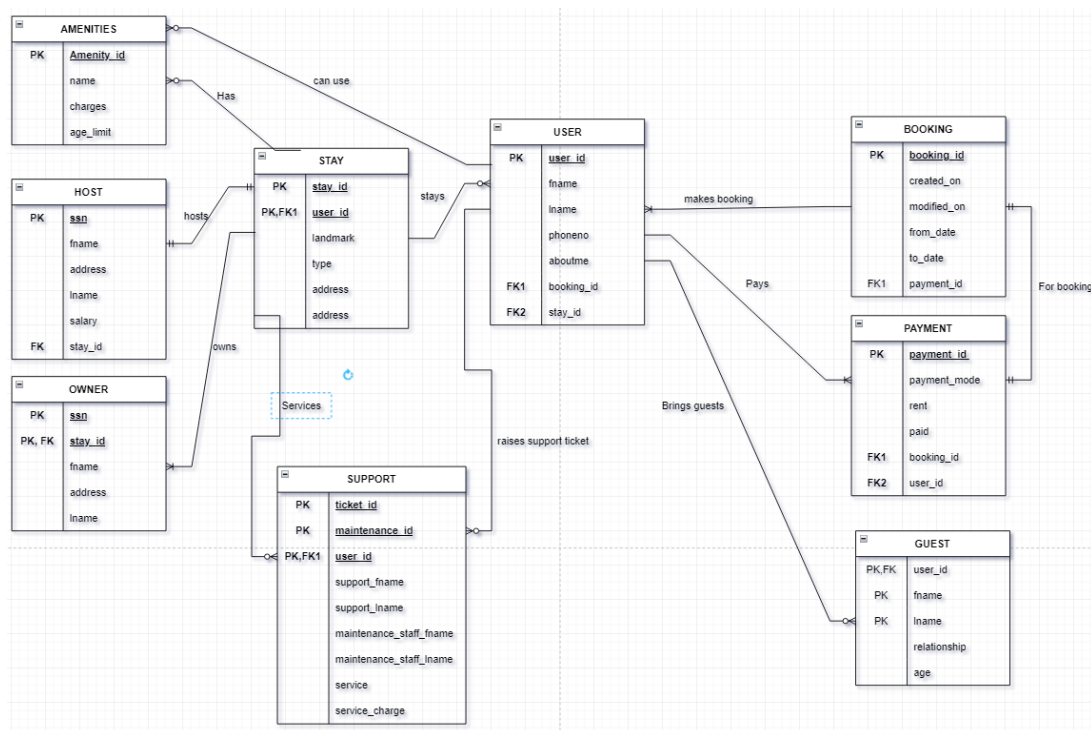 AMENITIES
PK Amenity_id
name
charges
age_limit
can use
Has
HOST
PK ssn
fname
address
lname
salary
FK stay_id
hosts
OWNER
PK ssn
PK, FK stay_id
fname
address
lname
owns
STAY
PK stay_id
PK,FK1 user_id
landmark
type
address
address
stays
Services
SUPPORT
PK ticket_id
PK maintenance_id
PK,FK1 user_id
support_fname
support_lname
maintenance_staff_fname
maintenance_staff_lname
service
service_charge
raises support ticket
USER
PK user_id
fname
lname
phoneno
aboutme
FK1 booking_id
FK2 stay_id
makes booking
Pays
Brings guests
BOOKING
PK booking_id
created_on
modified_on
from_date
to_date
FK1 payment_id
For booking
PAYMENT
PK payment_id
payment_mode
rent
paid
FK1 booking_id
FK2 user_id
GUEST
PK,FK user_id
PK fname
PK lname
relationship
age